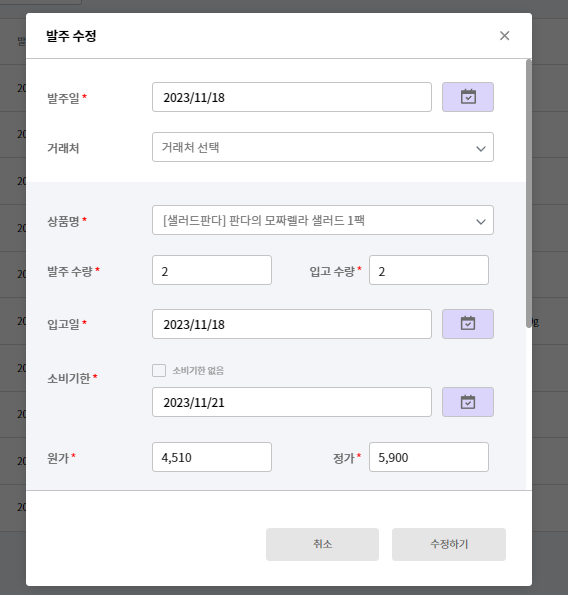 발주 수정
발주일 * 2023/11/18
거래처 거래처 선택
상품명 * [샐러드판다] 판다의 모짜렐라 샐러드 1팩
발주 수량 * 2 입고 수량 * 2
입고일 * 2023/11/18
소비기한 없음
소비기한 *
2023/11/21
원가 * 4,510 정가 * 5,900
취소 수정하기